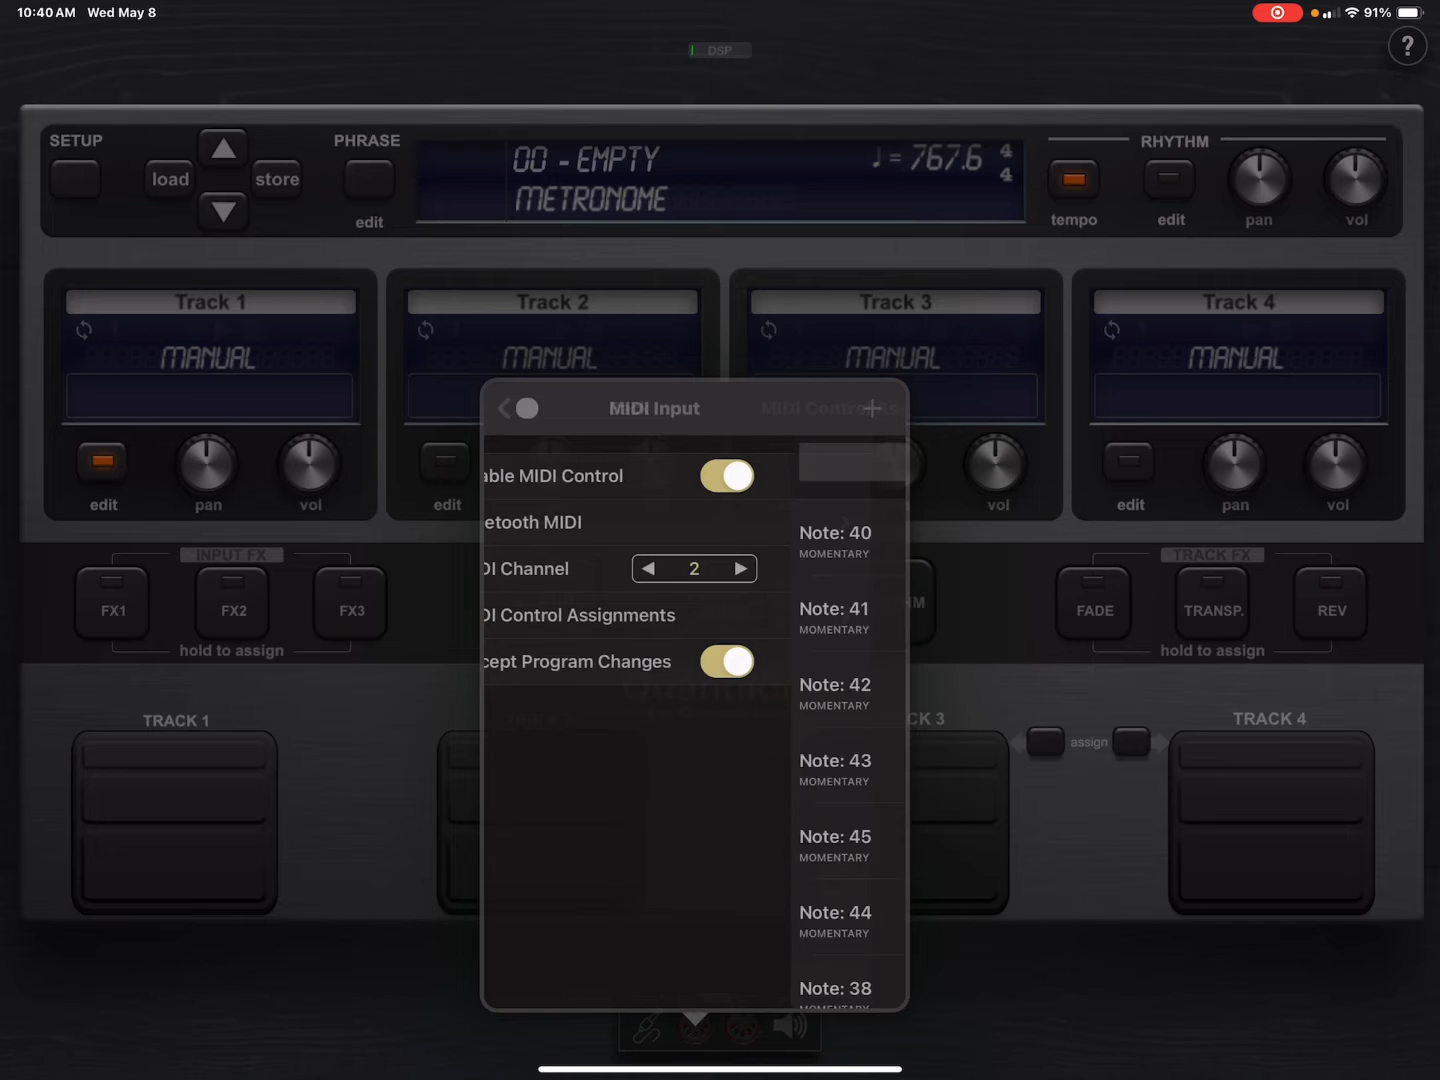 10:40 AM Wed May 8
91%
DSP
?
SETUP
load
store
PHRASE
edit
00 - EMPTY
♩ = 767.6 4/4
METRONOME
RHYTHM
tempo
edit
pan
vol
Track 1
Track 2
Track 3
Track 4
MANUAL
MANUAL
MANUAL
MANUAL
edit
pan
vol
edit
vol
edit
pan
vol
MIDI Input
MIDI Control As
able MIDI Control
etooth MIDI
DI Channel
2
DI Control Assignments
cept Program Changes
Note: 40
MOMENTARY
Note: 41
MOMENTARY
Note: 42
MOMENTARY
Note: 43
MOMENTARY
Note: 45
MOMENTARY
Note: 44
MOMENTARY
Note: 38
MOMENTARY
INPUT FX
FX1
FX2
FX3
hold to assign
HM
TRACK FX
FADE
TRANSP.
REV
hold to assign
TRACK 1
CK 3
assign
TRACK 4